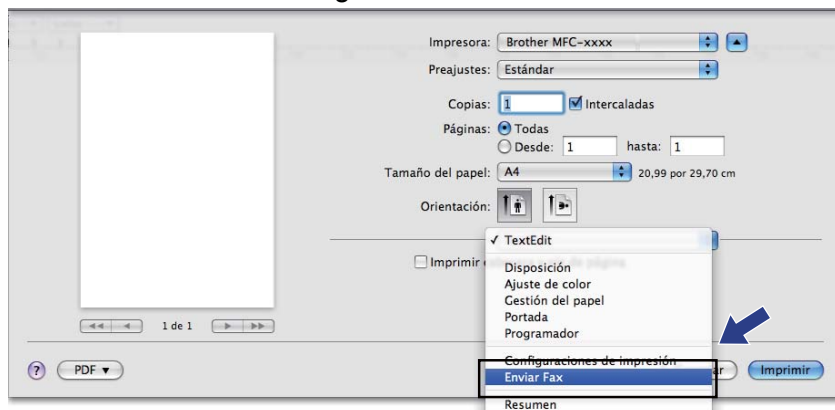 Impresora: Brother MFC-xxxx
Preajustes: Estándar
Copias: 1 Intercaladas
Páginas: Todas
Desde: 1 hasta: 1
Tamaño del papel: A4 20,99 por 29,70 cm
Orientación:
✓ TextEdit
Imprimir
Disposición
Ajuste de color
Gestión del papel
Portada
Programador
1 de 1
Configuraciones de impresión
? PDF ▼ Enviar Fax Imprimir
Resumen